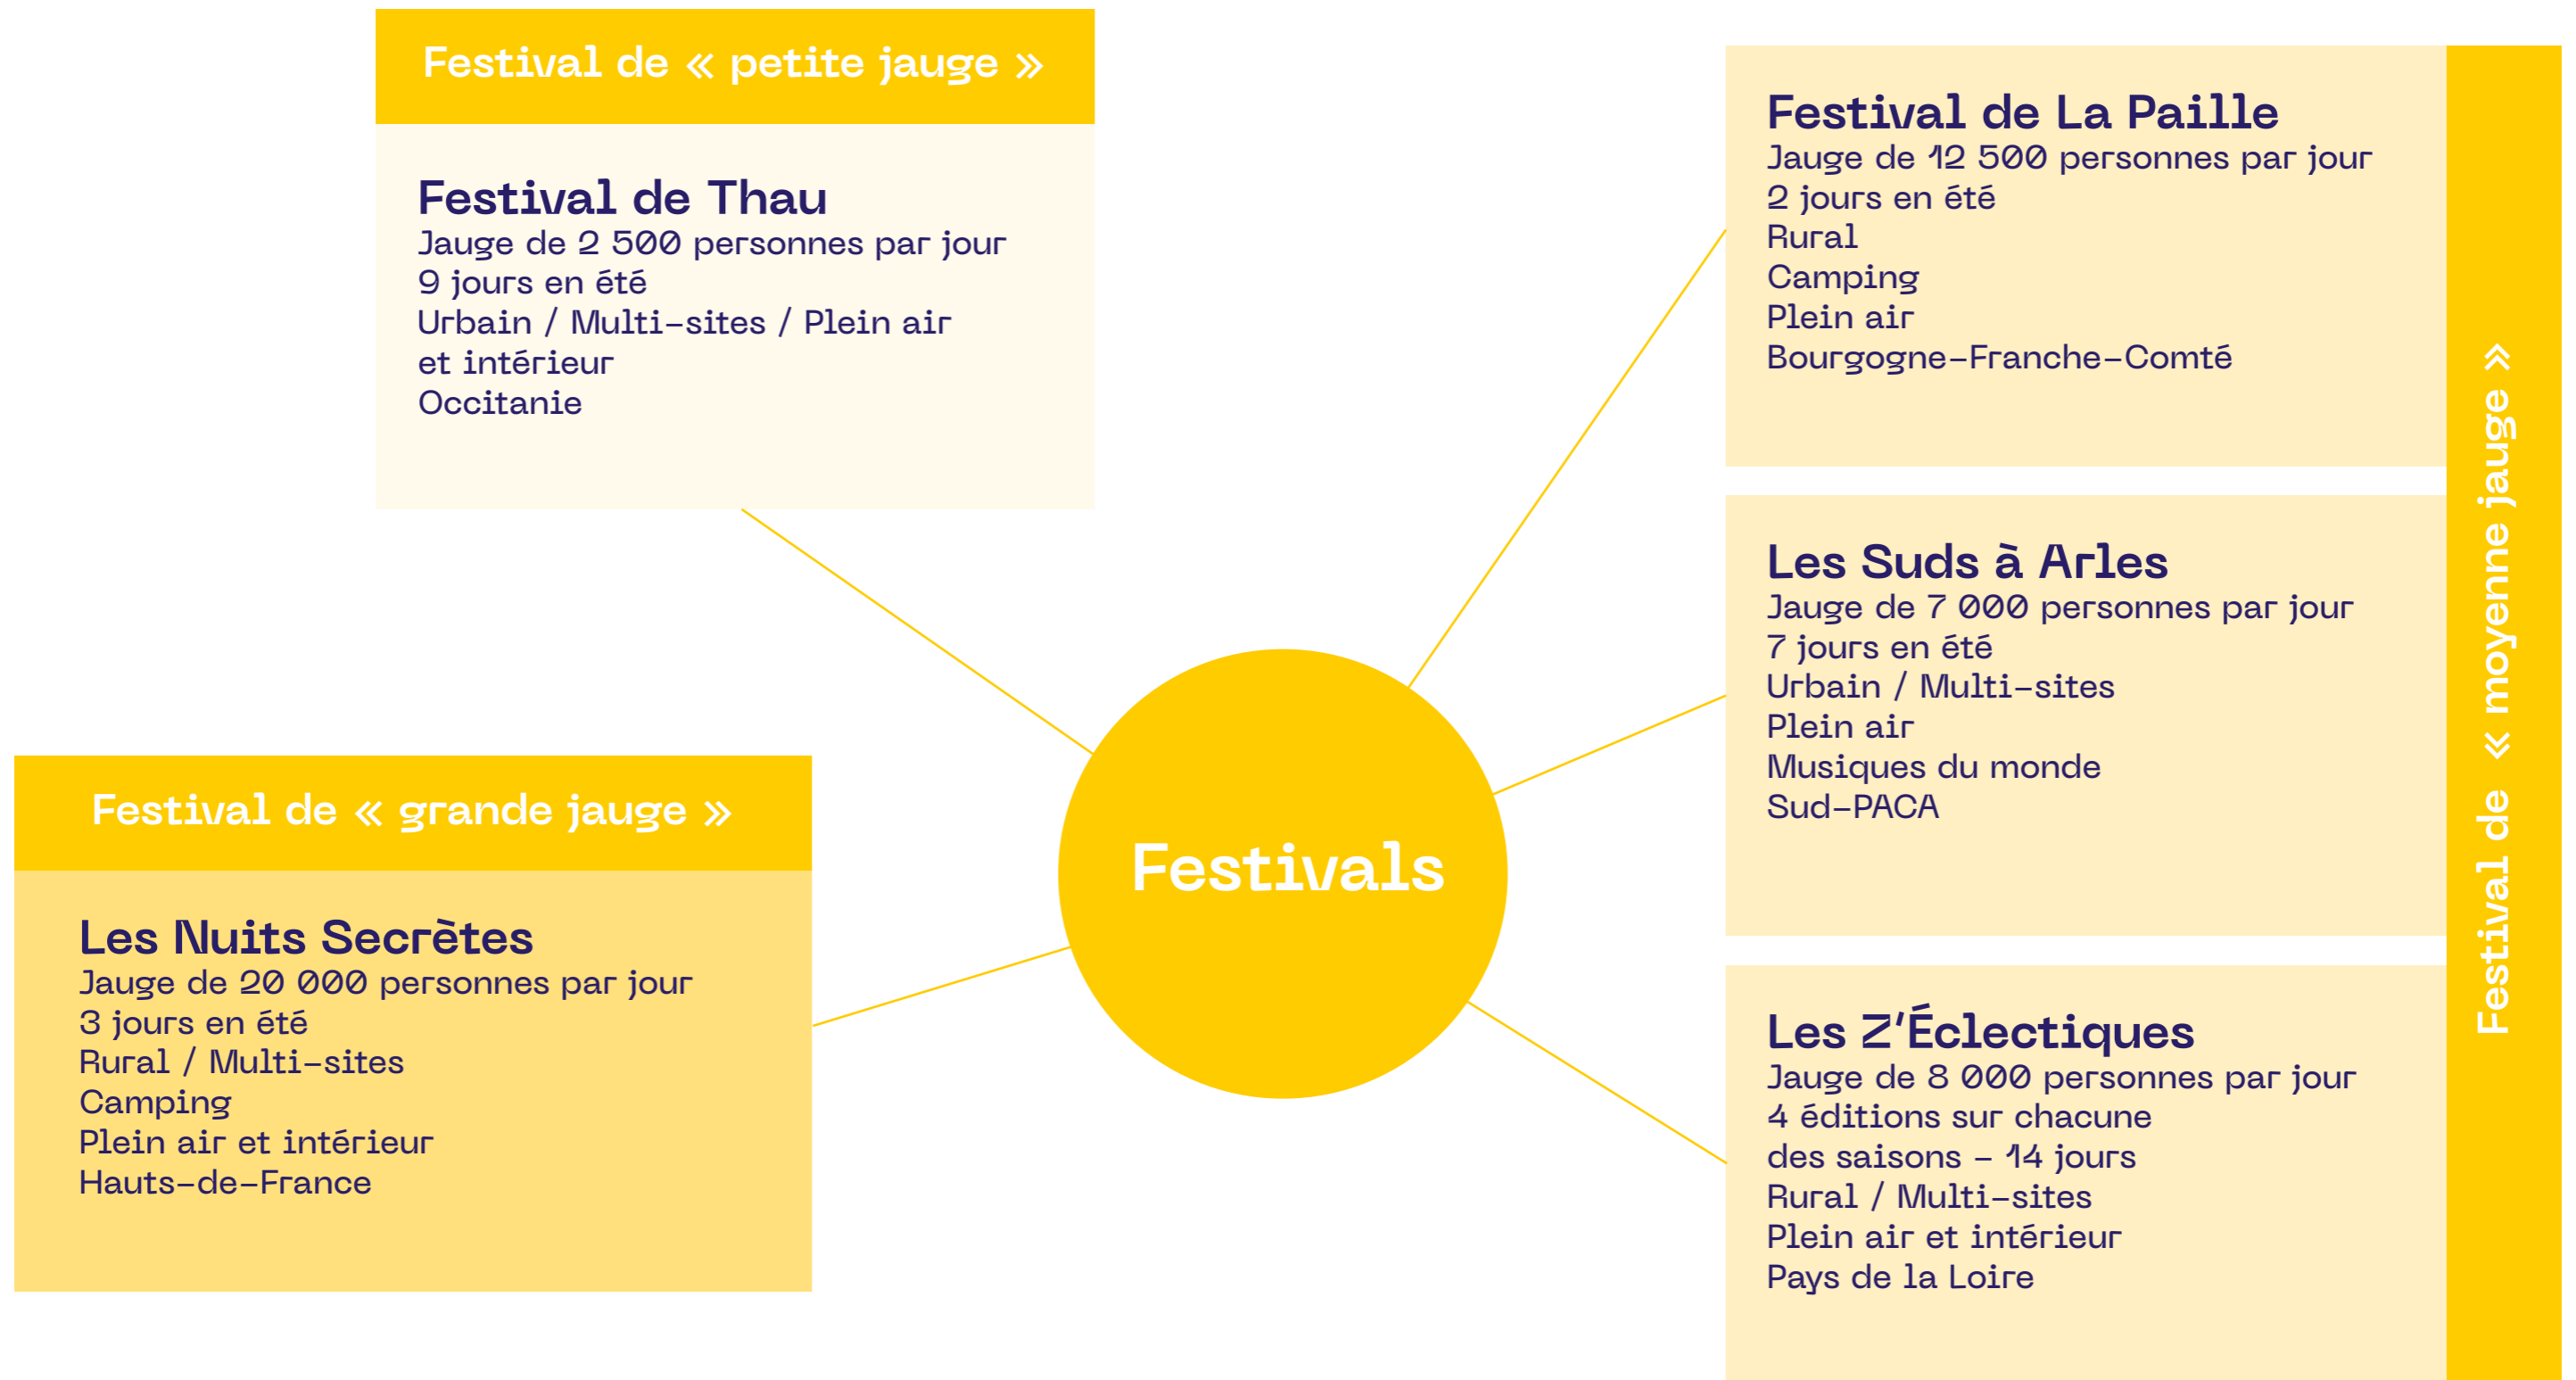 Festival de « petite jauge »
Festival de Thau
Jauge de 2 500 personnes par jour
9 jours en été
Urbain / Multi-sites / Plein air
et intérieur
Occitanie
Festival de « grande jauge »
Les Nuits Secrètes
Jauge de 20 000 personnes par jour
3 jours en été
Rural / Multi-sites
Camping
Plein air et intérieur
Hauts-de-France
Festivals
Festival de La Paille
Jauge de 12 500 personnes par jour
2 jours en été
Rural
Camping
Plein air
Bourgogne-Franche-Comté
Les Suds à Arles
Jauge de 7 000 personnes par jour
7 jours en été
Urbain / Multi-sites
Plein air
Musiques du monde
Sud-PACA
Les Z’Éclectiques
Jauge de 8 000 personnes par jour
4 éditions sur chacune
des saisons - 14 jours
Rural / Multi-sites
Plein air et intérieur
Pays de la Loire
Festival de « moyenne jauge »